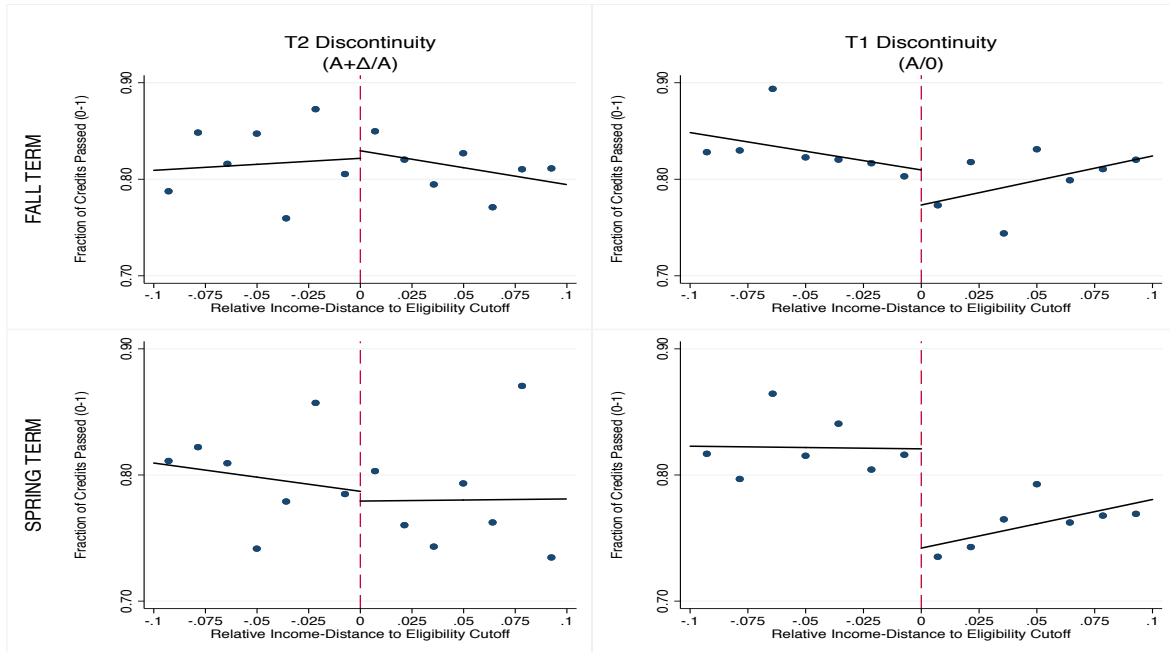 T2 Discontinuity
(A+Δ/A)
T1 Discontinuity
(A/0)
FALL TERM
Fraction of Credits Passed (0-1)
0.90
0.80
0.70
-.1 -.075 -.05 -.025 0 .025 .05 .075 .1
Relative Income-Distance to Eligibility Cutoff
Fraction of Credits Passed (0-1)
0.90
0.80
0.70
-.1 -.075 -.05 -.025 0 .025 .05 .075 .1
Relative Income-Distance to Eligibility Cutoff
SPRING TERM
Fraction of Credits Passed (0-1)
0.90
0.80
0.70
-.1 -.075 -.05 -.025 0 .025 .05 .075 .1
Relative Income-Distance to Eligibility Cutoff
Fraction of Credits Passed (0-1)
0.90
0.80
0.70
-.1 -.075 -.05 -.025 0 .025 .05 .075 .1
Relative Income-Distance to Eligibility Cutoff